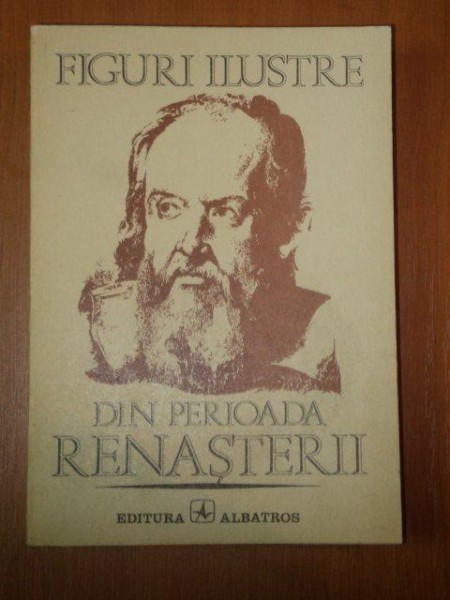 FIGURI ILUSTRE
DIN PERIOADA
RENAȘTERII
EDITURA ALBATROS